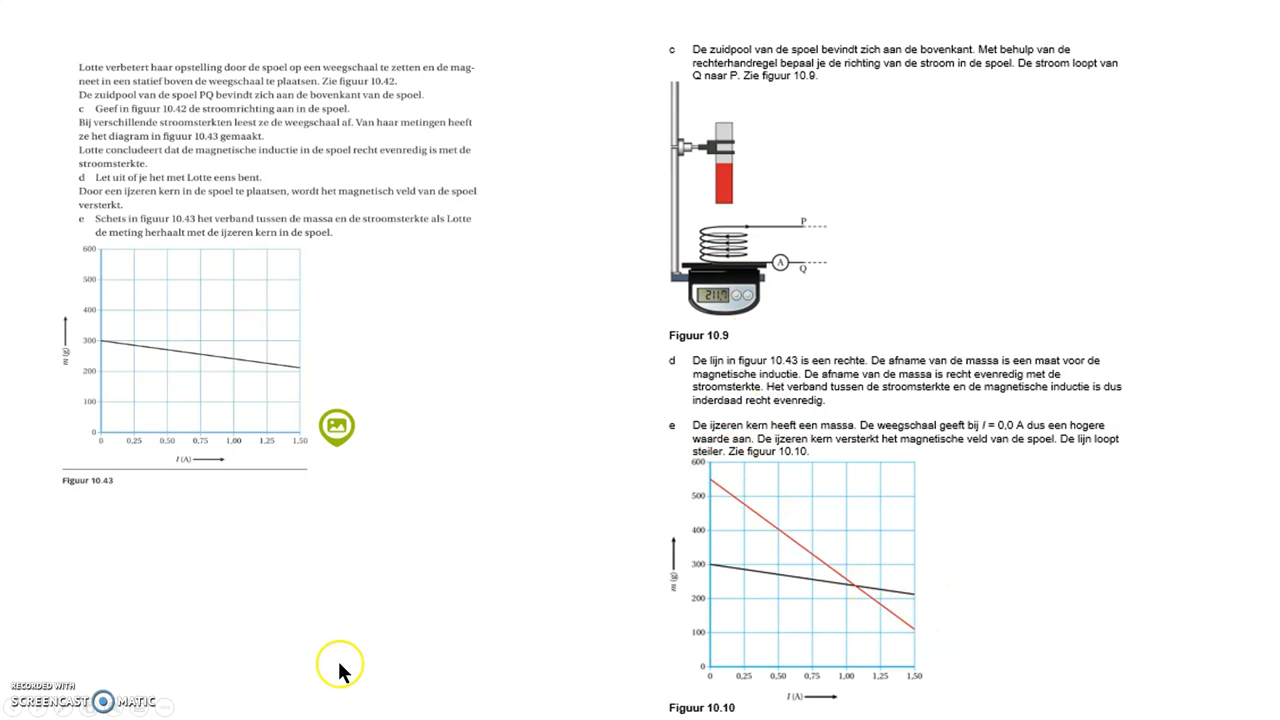 Lotte verbetert haar opstelling door de spoel op een weegschaal te zetten en de mag-
neet in een statief boven de weegschaal te plaatsen. Zie figuur 10.42.
De zuidpool van de spoel PQ bevindt zich aan de bovenkant van de spoel.
c Geef in figuur 10.42 de stroomrichting aan in de spoel.
Bij verschillende stroomsterkten leest ze de weegschaal af. Van haar metingen heeft
ze het diagram in figuur 10.43 gemaakt.
Lotte concludeert dat de magnetische inductie in de spoel recht evenredig is met de
stroomsterkte.
d Let uit of je het met Lotte eens bent.
Door een ijzeren kern in de spoel te plaatsen, wordt het magnetisch veld van de spoel
versterkt.
e Schets in figuur 10.43 het verband tussen de massa en de stroomsterkte als Lotte
de meting herhaalt met de ijzeren kern in de spoel.
600
500
400
300
200
100
0
m (g)
0 0,25 0,50 0,75 1,00 1,25 1,50
I (A)
Figuur 10.43
RECORDED WITH
SCREENCAST MATIC
c De zuidpool van de spoel bevindt zich aan de bovenkant. Met behulp van de
rechterhandregel bepaal je de richting van de stroom in de spoel. De stroom loopt van
Q naar P. Zie figuur 10.9.
P
A
Q
211,7
Figuur 10.9
d De lijn in figuur 10.43 is een rechte. De afname van de massa is een maat voor de
magnetische inductie. De afname van de massa is recht evenredig met de
stroomsterkte. Het verband tussen de stroomsterkte en de magnetische inductie is dus
inderdaad recht evenredig.
e De ijzeren kern heeft een massa. De weegschaal geeft bij I = 0,0 A dus een hogere
waarde aan. De ijzeren kern versterkt het magnetische veld van de spoel. De lijn loopt
steiler. Zie figuur 10.10.
600
500
400
300
200
100
0
m (g)
0 0,25 0,50 0,75 1,00 1,25 1,50
I (A)
Figuur 10.10